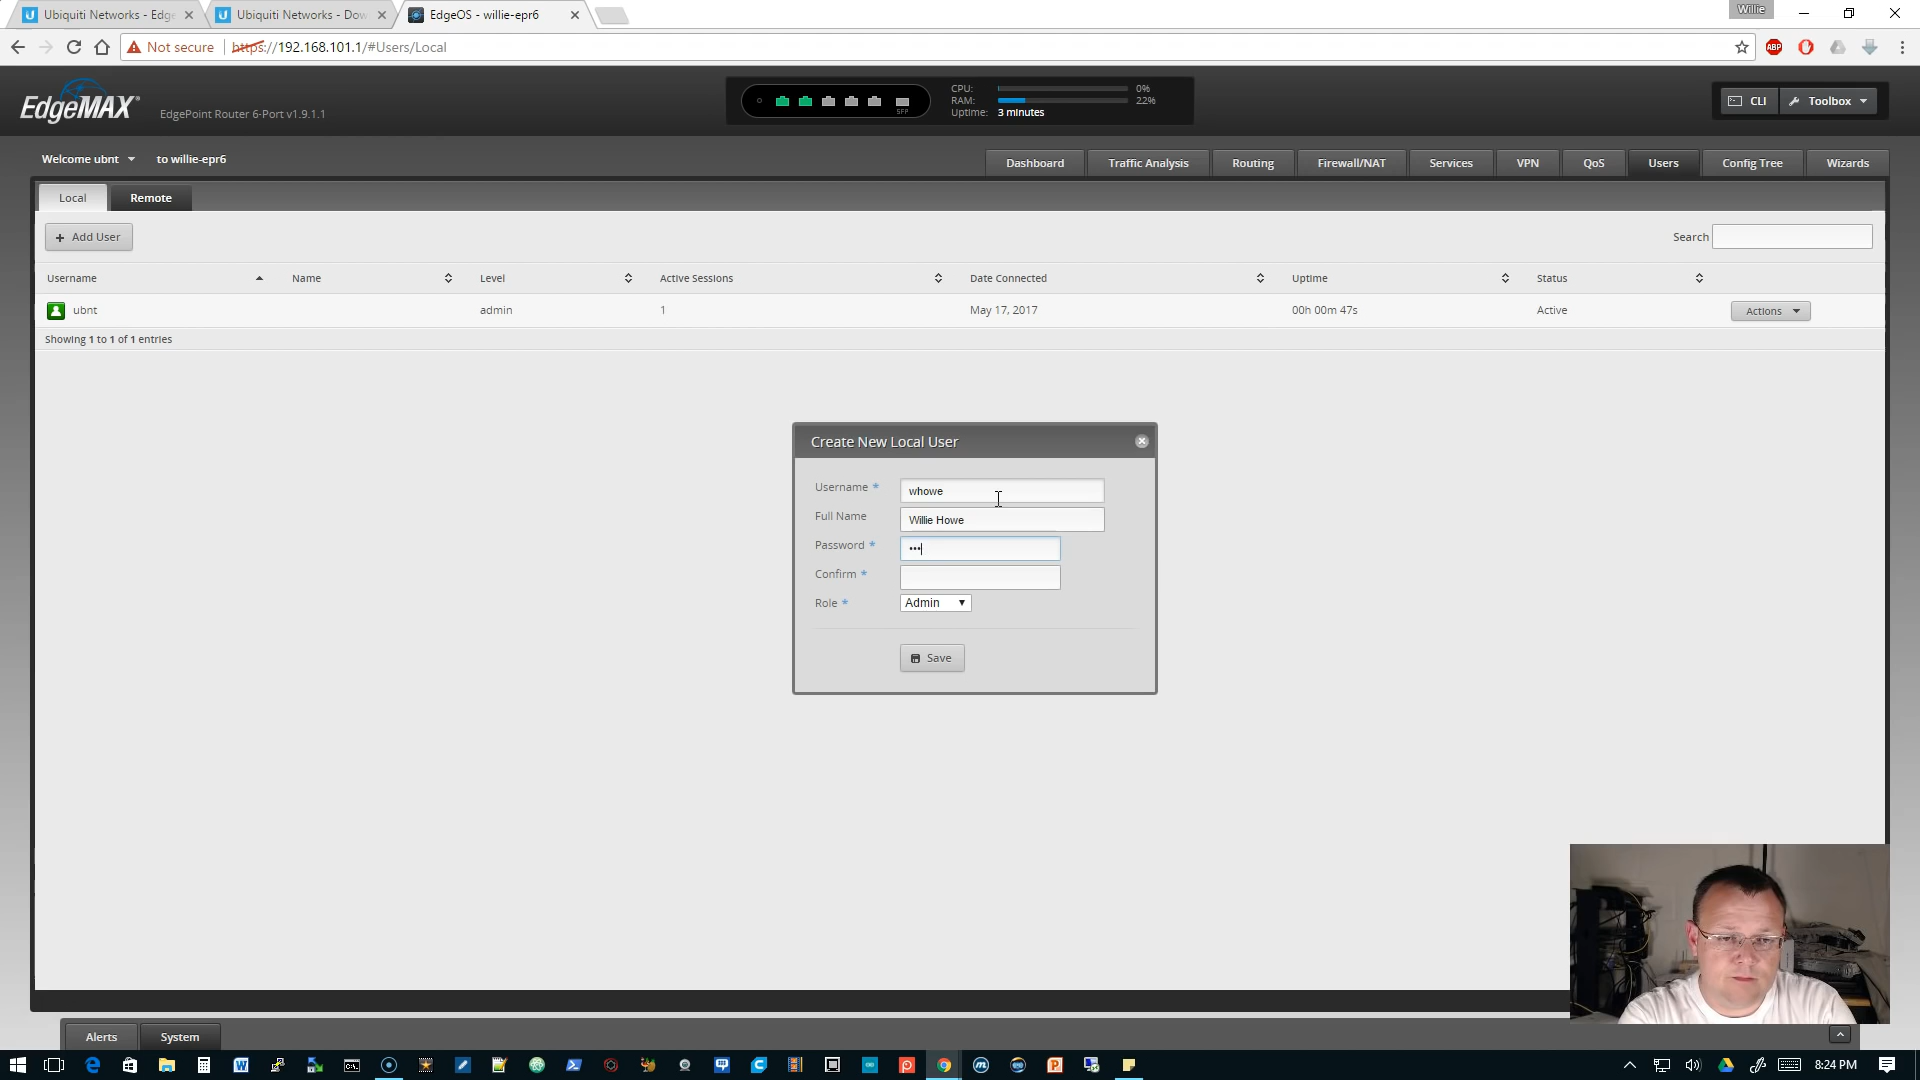 Ubiquiti Networks - Edge
Ubiquiti Networks - Dow
EdgeOS - willie-epr6
Willie
Not secure
https://192.168.101.1/#Users/Local
ABP
EdgeMAX
EdgePoint Router 6-Port v1.9.1.1
SFP
CPU:
0%
RAM:
22%
Uptime:
3 minutes
CLI
Toolbox
Welcome ubnt
to willie-epr6
Dashboard
Traffic Analysis
Routing
Firewall/NAT
Services
VPN
QoS
Users
Config Tree
Wizards
Local
Remote
+ Add User
Search
Username
Name
Level
Active Sessions
Date Connected
Uptime
Status
ubnt
admin
1
May 17, 2017
00h 00m 47s
Active
Actions
Showing 1 to 1 of 1 entries
Create New Local User
Username *
whowe
Full Name
Willie Howe
Password *
•••
Confirm *
Role *
Admin
Save
Alerts
System
8:24 PM